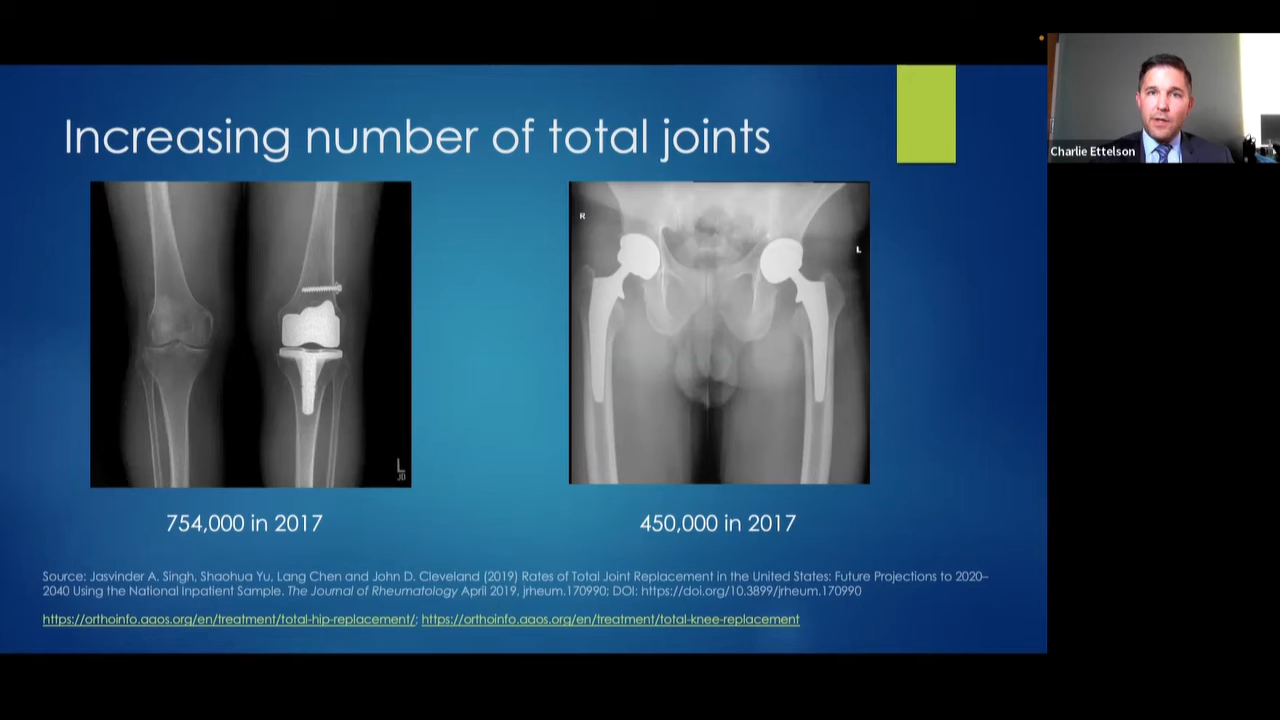 Increasing number of total joints
Charlie Ettelson
R
L
L
JD
754,000 in 2017
450,000 in 2017
Source: Jasvinder A. Singh, Shaohua Yu, Lang Chen and John D. Cleveland (2019) Rates of Total Joint Replacement in the United States: Future Projections to 2020–
2040 Using the National Inpatient Sample. The Journal of Rheumatology April 2019, jrheum.170990; DOI: https://doi.org/10.3899/jrheum.170990
https://orthoinfo.aaos.org/en/treatment/total-hip-replacement/; https://orthoinfo.aaos.org/en/treatment/total-knee-replacement